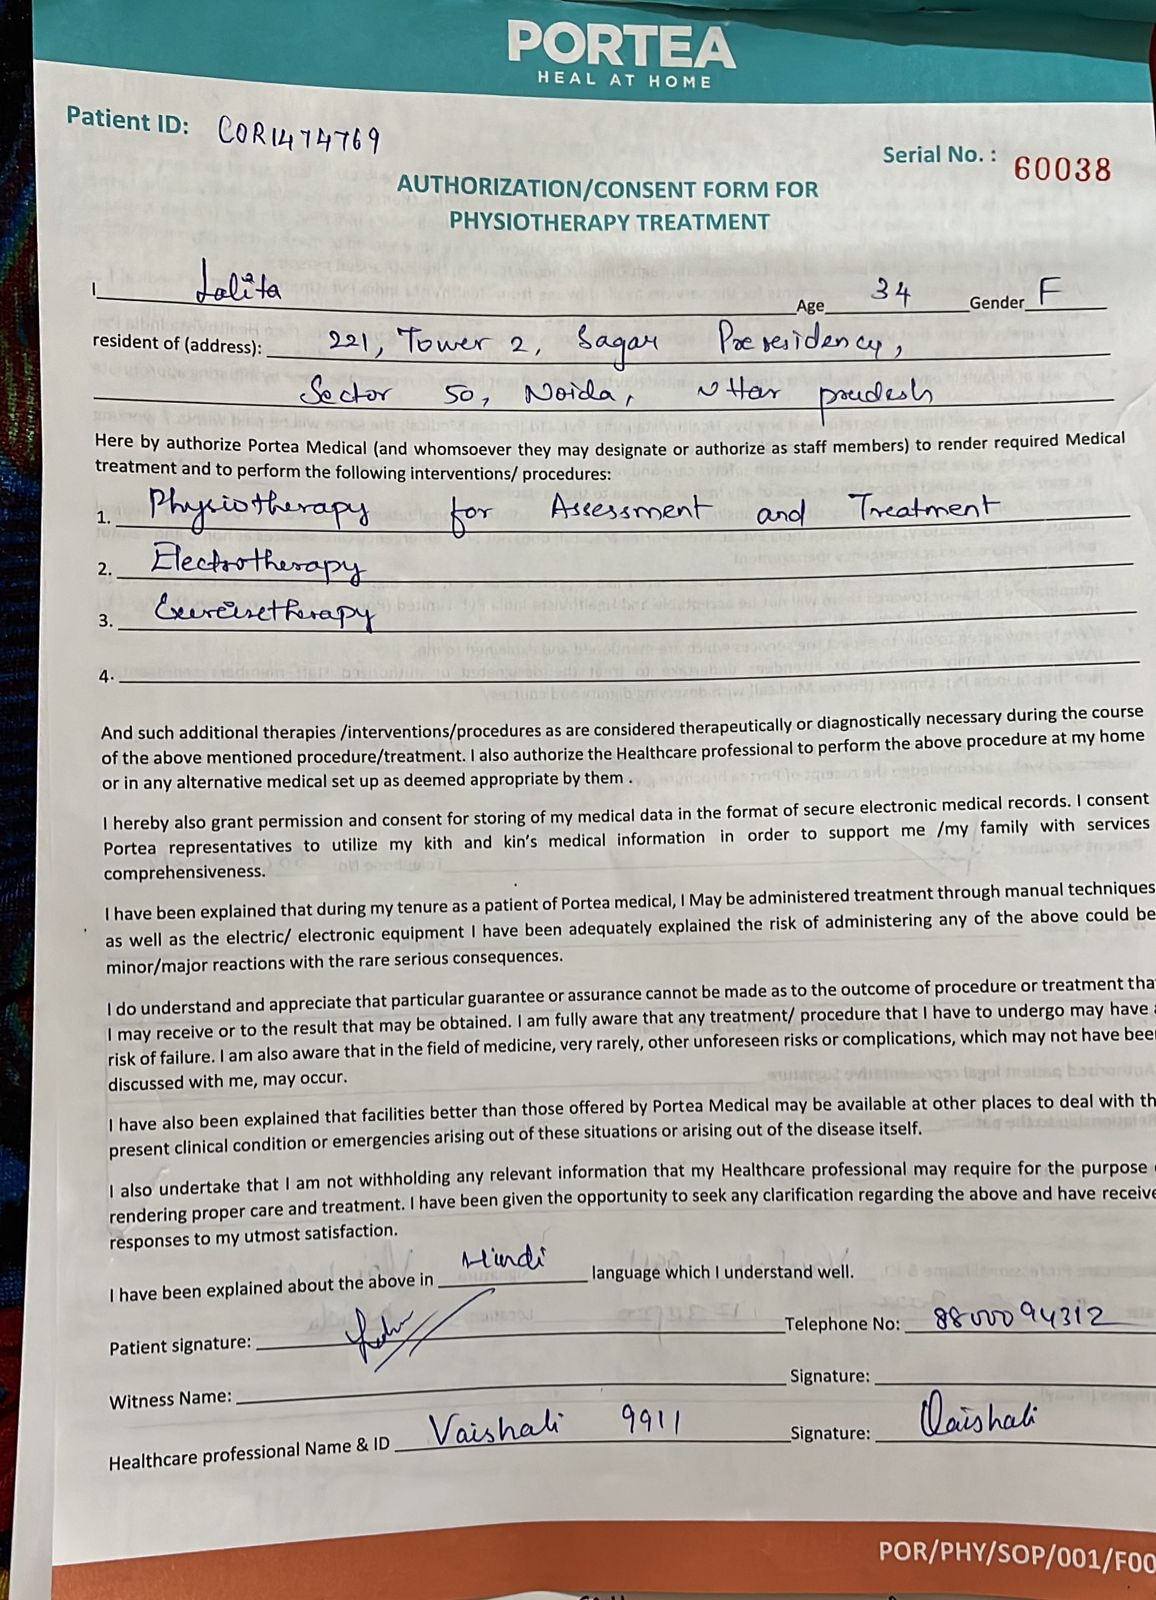 PORTEA
HEAL AT HOME
Patient ID: COR1474769
Serial No. : 60038
AUTHORIZATION/CONSENT FORM FOR
PHYSIOTHERAPY TREATMENT
I Lalita Age 34 Gender F
resident of (address): 221, Tower 2, Sagar Preresidency,
Sector 50, Noida, Uttar pradesh
Here by authorize Portea Medical (and whomsoever they may designate or authorize as staff members) to render required Medical
treatment and to perform the following interventions/ procedures:
1. Physiotherapy for Assessment and Treatment
2. Electrotherapy
3. Exercisetherapy
4.
And such additional therapies /interventions/procedures as are considered therapeutically or diagnostically necessary during the course
of the above mentioned procedure/treatment. I also authorize the Healthcare professional to perform the above procedure at my home
or in any alternative medical set up as deemed appropriate by them .
I hereby also grant permission and consent for storing of my medical data in the format of secure electronic medical records. I consent
Portea representatives to utilize my kith and kin's medical information in order to support me /my family with services
comprehensiveness.
I have been explained that during my tenure as a patient of Portea medical, I May be administered treatment through manual techniques
as well as the electric/ electronic equipment I have been adequately explained the risk of administering any of the above could be
minor/major reactions with the rare serious consequences.
I do understand and appreciate that particular guarantee or assurance cannot be made as to the outcome of procedure or treatment tha
I may receive or to the result that may be obtained. I am fully aware that any treatment/ procedure that I have to undergo may have
risk of failure. I am also aware that in the field of medicine, very rarely, other unforeseen risks or complications, which may not have bee
discussed with me, may occur.
I have also been explained that facilities better than those offered by Portea Medical may be available at other places to deal with th
present clinical condition or emergencies arising out of these situations or arising out of the disease itself.
I also undertake that I am not withholding any relevant information that my Healthcare professional may require for the purpose
rendering proper care and treatment. I have been given the opportunity to seek any clarification regarding the above and have receive
responses to my utmost satisfaction.
I have been explained about the above in Hindi language which I understand well.
Patient signature: Telephone No: 8800094312
Witness Name: Signature:
Healthcare professional Name & ID Vaishali 9911 Signature: Vaishali
POR/PHY/SOP/001/F00